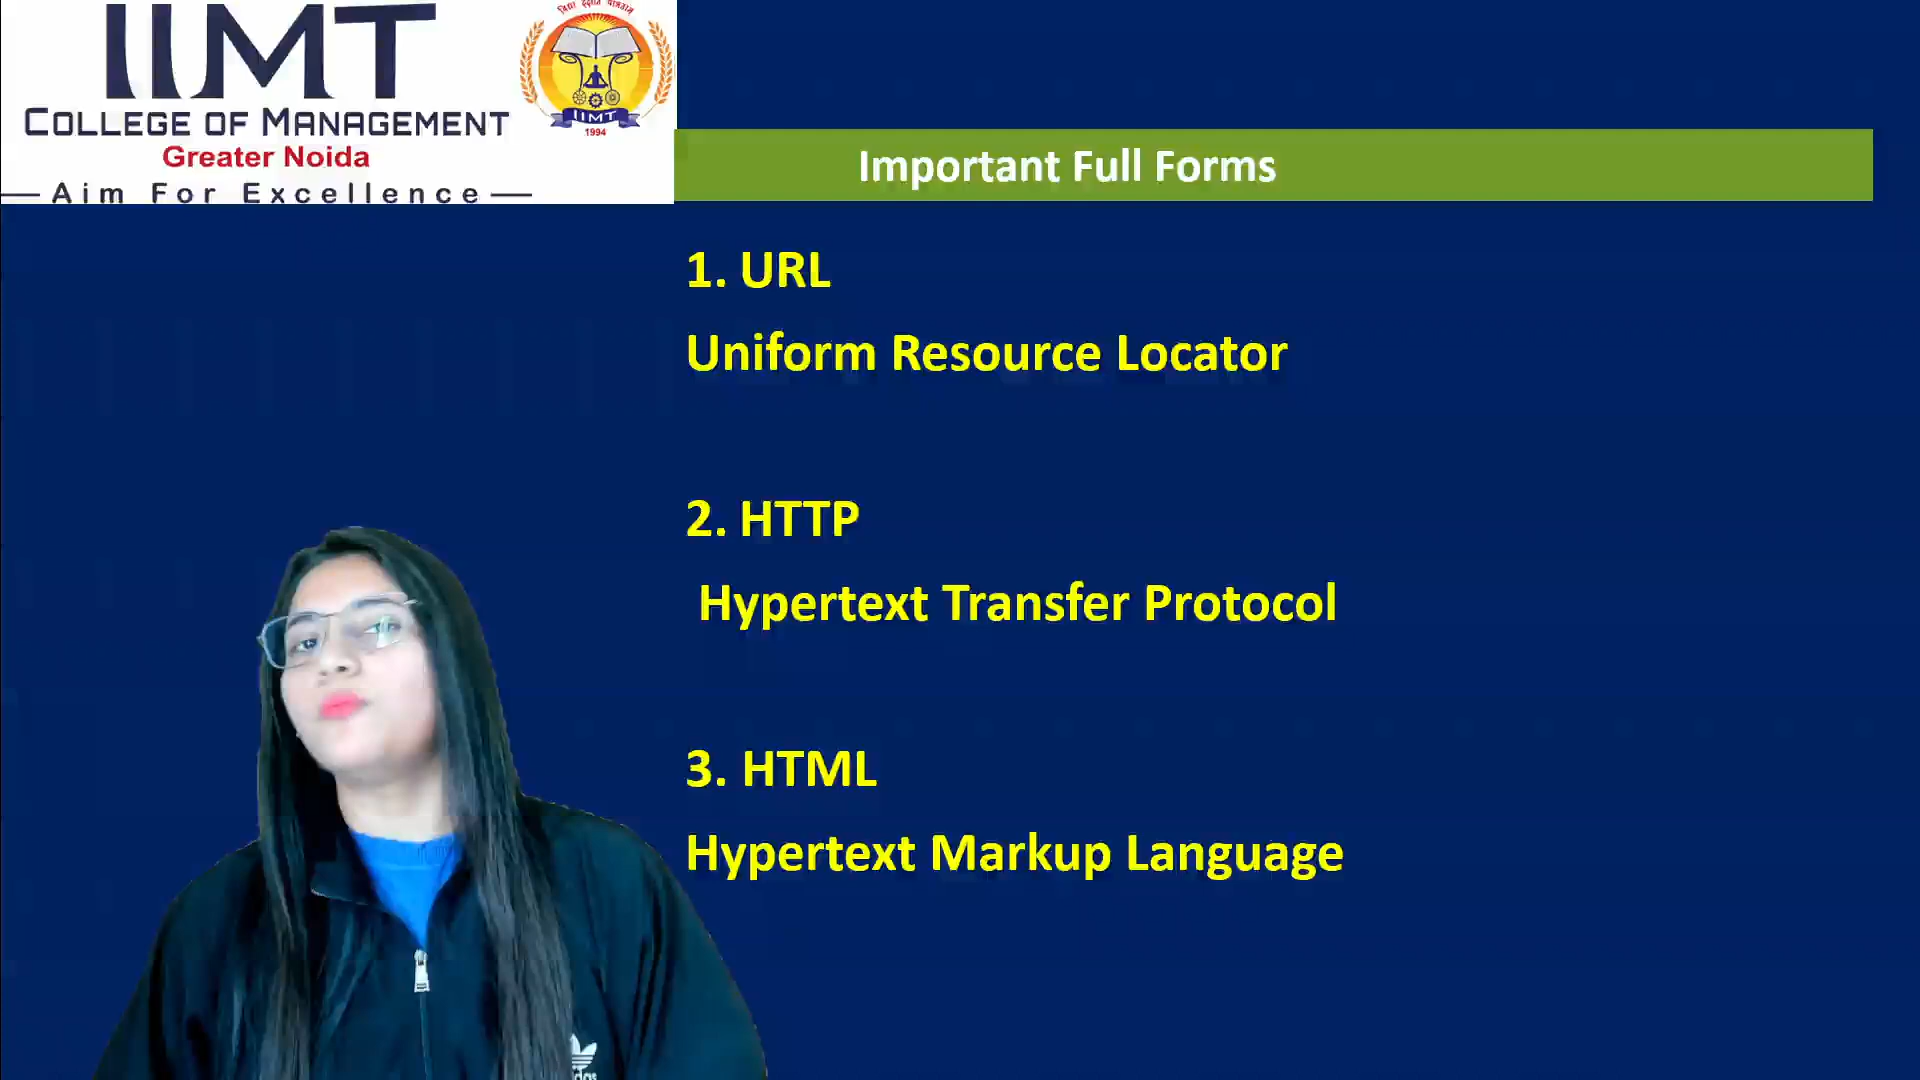 IIMT
COLLEGE OF MANAGEMENT
Greater Noida
Aim For Excellence
IIMT
1994
Important Full Forms
1. URL
Uniform Resource Locator
2. HTTP
Hypertext Transfer Protocol
3. HTML
Hypertext Markup Language